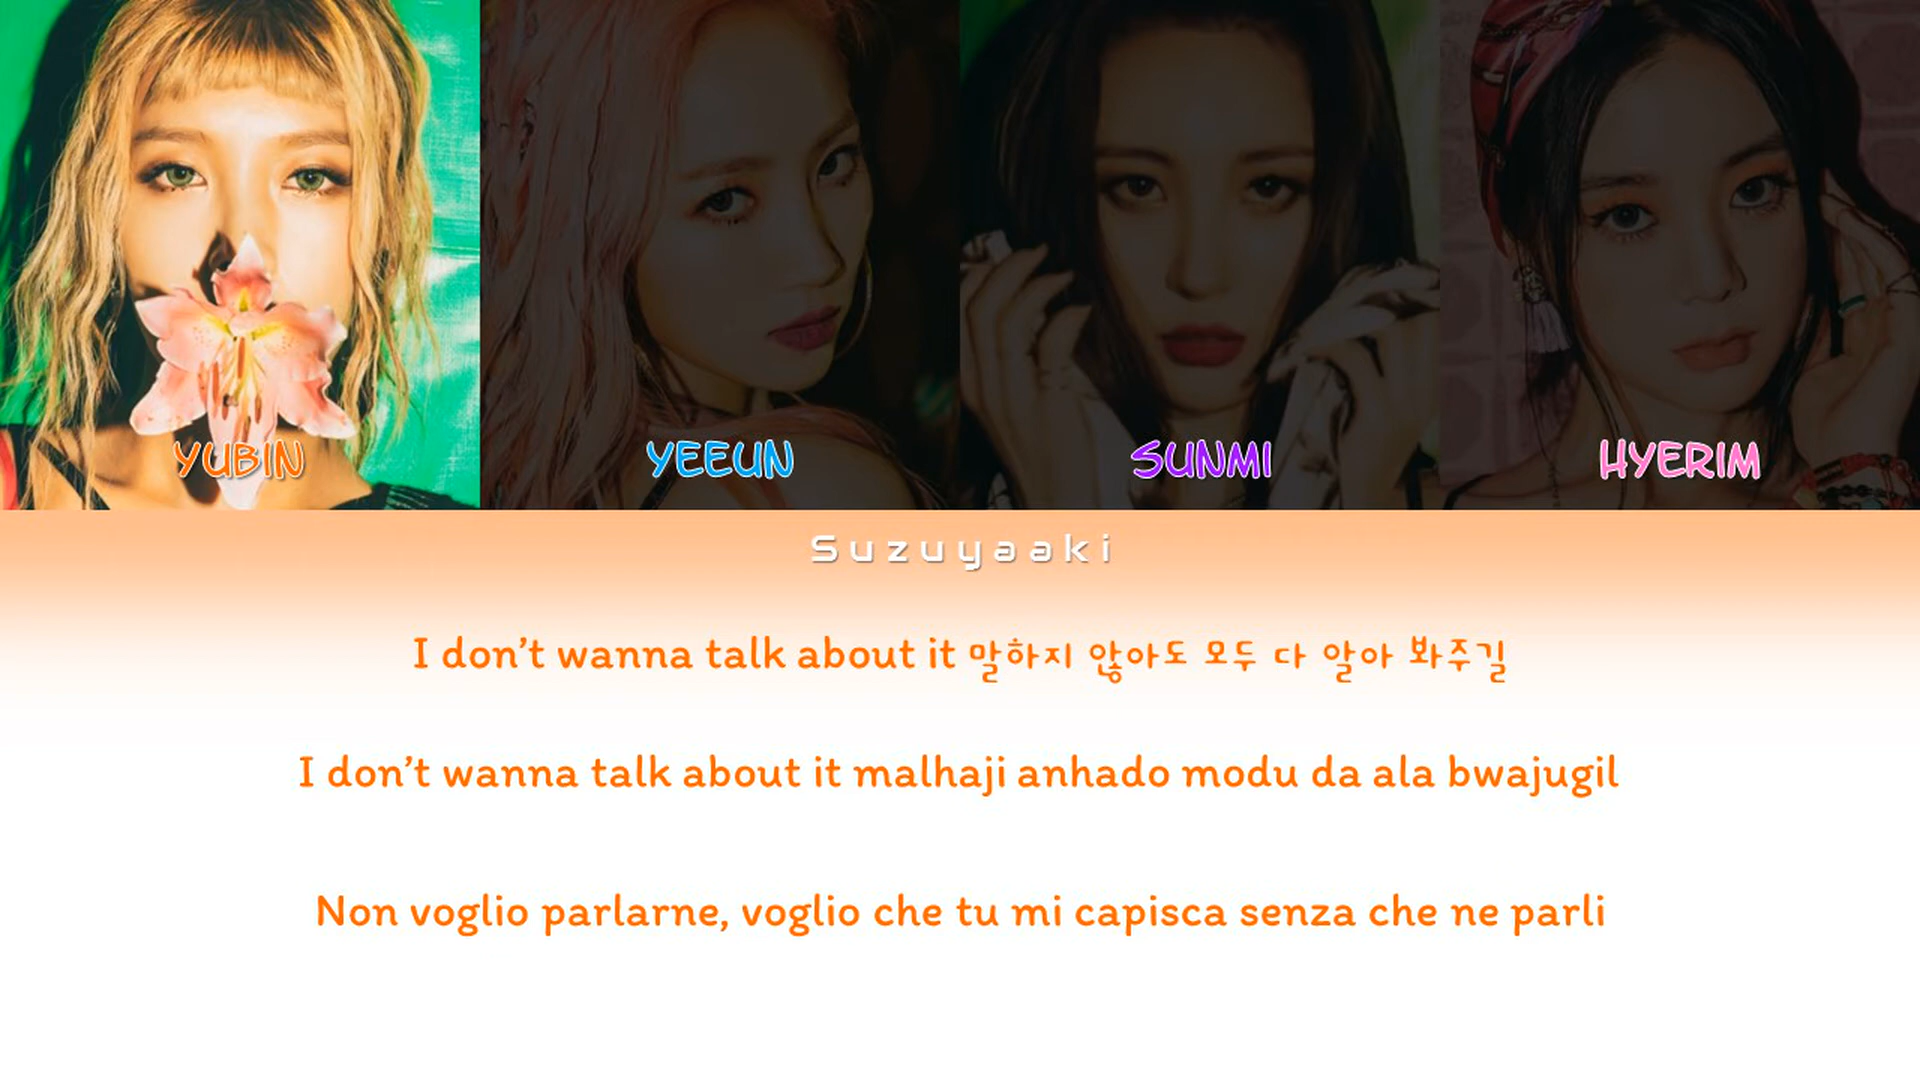 YUBIN
YEEUN
SUNMI
HYERIM
Suzuyaaki
I don't wanna talk about it 말하지 않아도 모두 다 알아 봐주길
I don't wanna talk about it malhaji anhado modu da ala bwajugil
Non voglio parlarne, voglio che tu mi capisca senza che ne parli